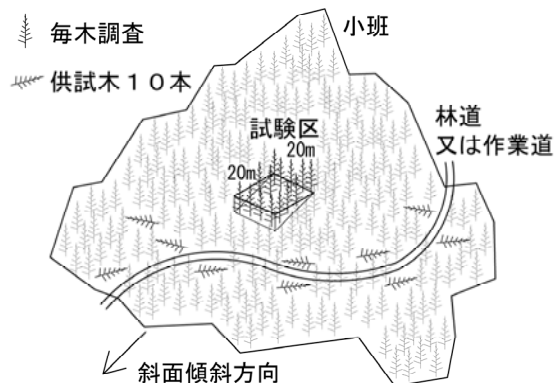 毎木調査
供試木１０本
小班
試験区
20m
20m
林道
又は作業道
斜面傾斜方向